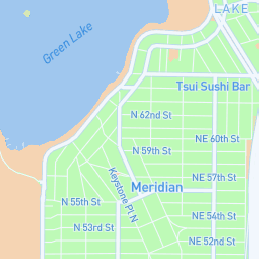 LAKE
Green Lake
Tsui Sushi Bar
N 62nd St
NE 60th St
N 59th St
NE 57th St
Meridian
Keystone Pl N
N 55th St
NE 54th St
N 53rd St
NE 52nd St